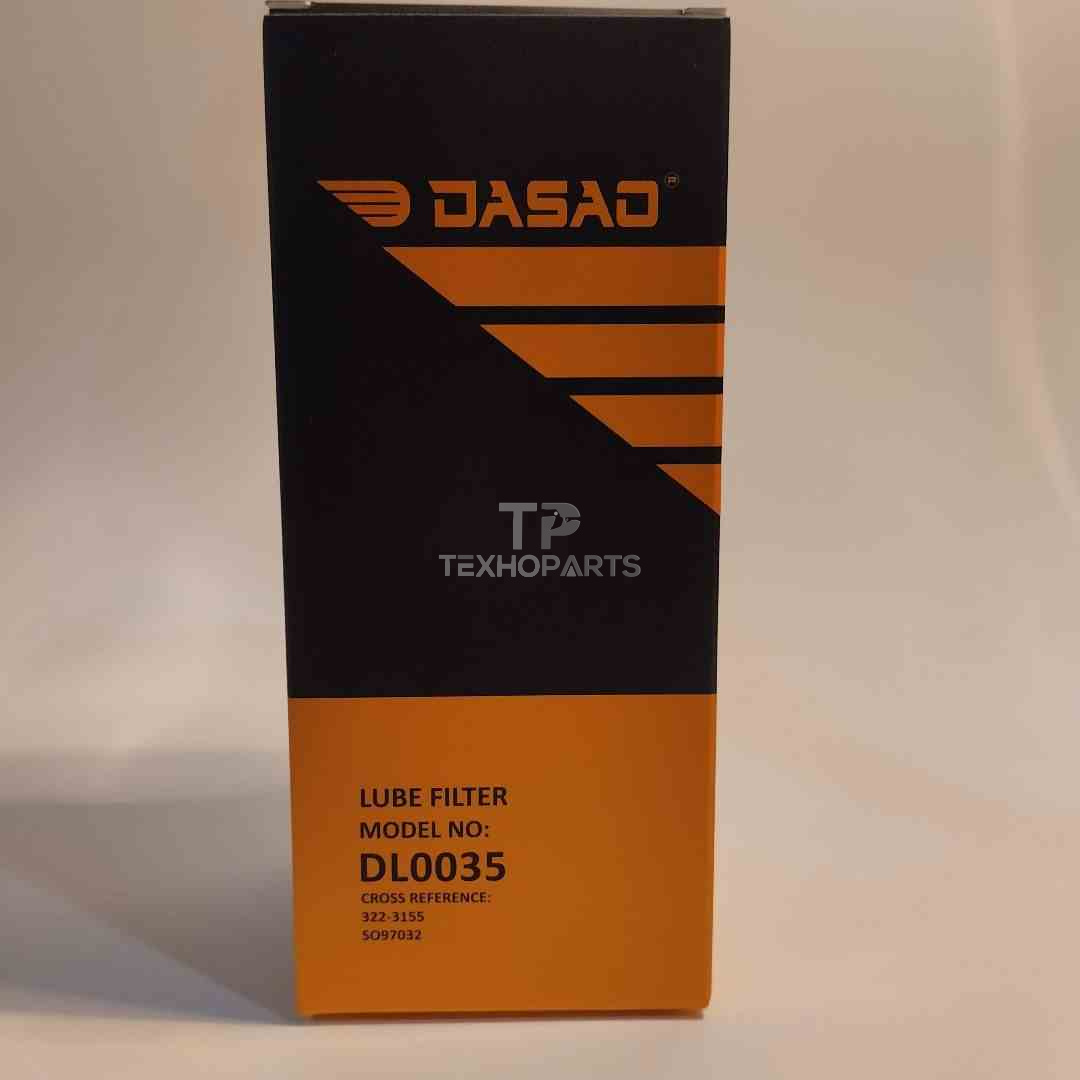 DASAO®
TP
TEXHOPARTS
LUBE FILTER
MODEL NO:
DL0035
CROSS REFERENCE:
322-3155
SO97032